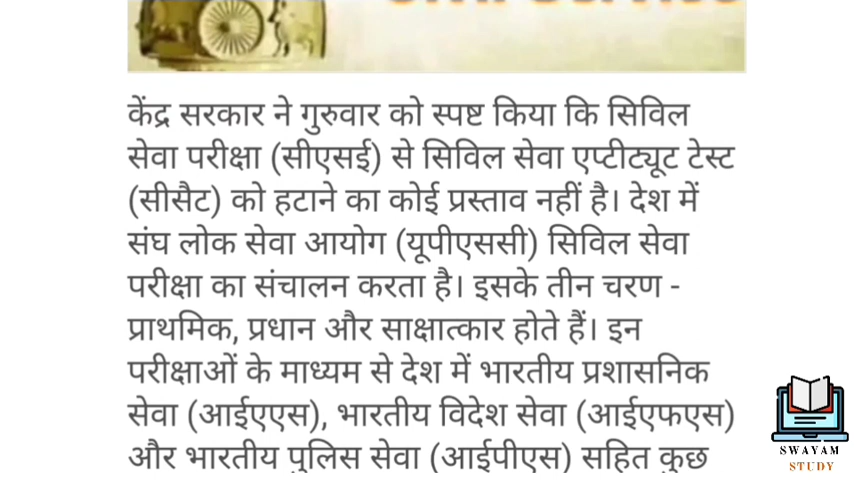 केंद्र सरकार ने गुरुवार को स्पष्ट किया कि सिविल
सेवा परीक्षा (सीएसई) से सिविल सेवा एप्टीट्यूट टेस्ट
(सीसैट) को हटाने का कोई प्रस्ताव नहीं है। देश में
संघ लोक सेवा आयोग (यूपीएससी) सिविल सेवा
परीक्षा का संचालन करता है। इसके तीन चरण -
प्राथमिक, प्रधान और साक्षात्कार होते हैं। इन
परीक्षाओं के माध्यम से देश में भारतीय प्रशासनिक
सेवा (आईएएस), भारतीय विदेश सेवा (आईएफएस)
और भारतीय पुलिस सेवा (आईपीएस) सहित कुछ
SWAYAM
STUDY